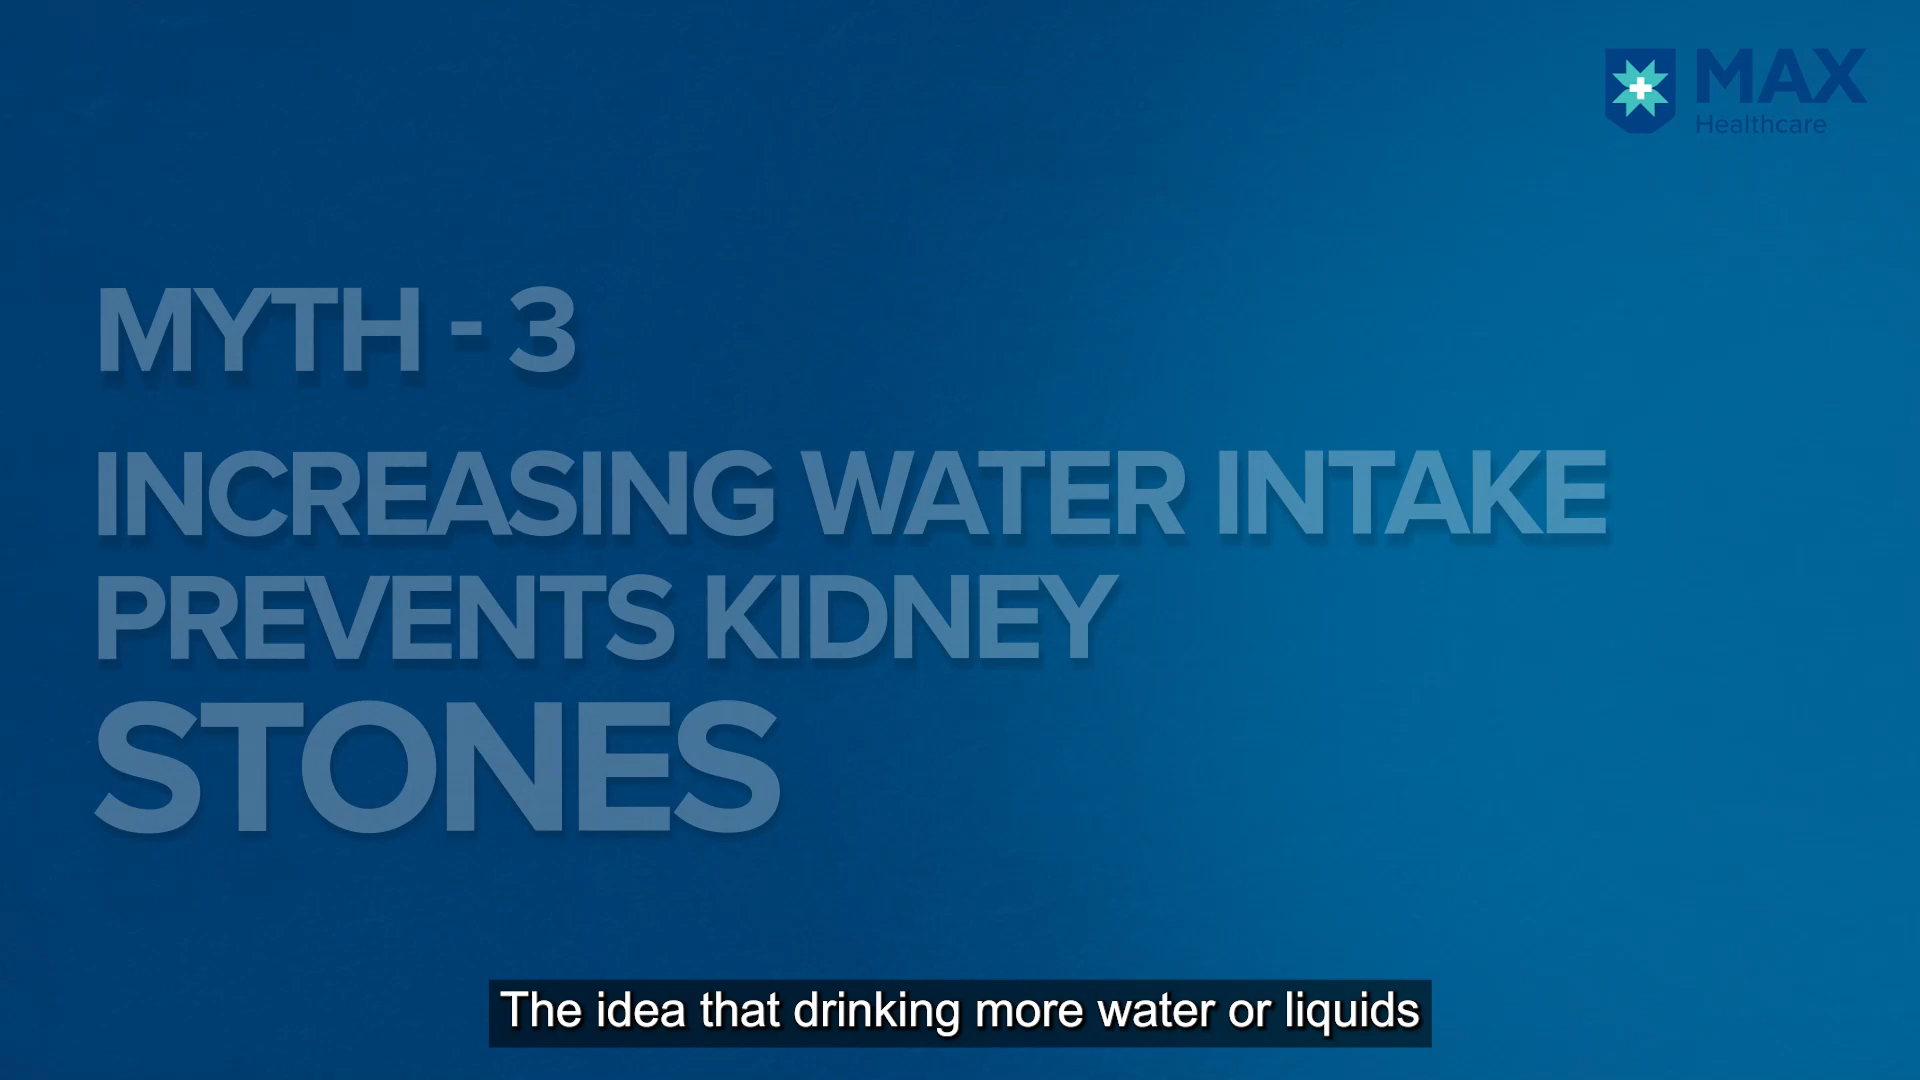 MAX
Healthcare
MYTH - 3
INCREASING WATER INTAKE
PREVENTS KIDNEY
STONES
The idea that drinking more water or liquids